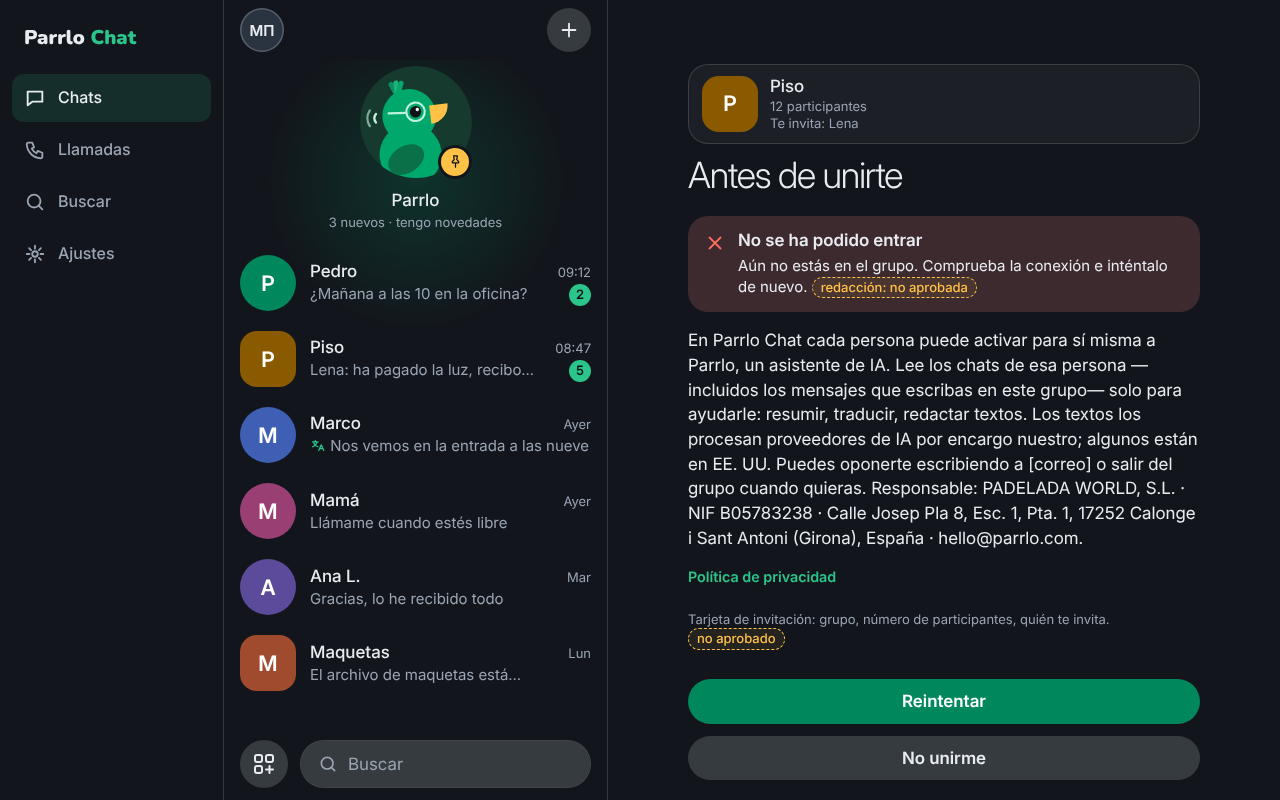 Parrlo Chat
Chats
Llamadas
Buscar
Ajustes
МП
Parrlo
3 nuevos · tengo novedades
P
Pedro
09:12
¿Mañana a las 10 en la oficina?
2
P
Piso
08:47
Lena: ha pagado la luz, recibo...
5
M
Marco
Ayer
Nos vemos en la entrada a las nueve
M
Mamá
Ayer
Llámame cuando estés libre
A
Ana L.
Mar
Gracias, lo he recibido todo
M
Maquetas
Lun
El archivo de maquetas está...
Buscar
P
Piso
12 participantes
Te invita: Lena
Antes de unirte
No se ha podido entrar
Aún no estás en el grupo. Comprueba la conexión e inténtalo
de nuevo. redacción: no aprobada
En Parrlo Chat cada persona puede activar para sí misma a
Parrlo, un asistente de IA. Lee los chats de esa persona —
incluidos los mensajes que escribas en este grupo— solo para
ayudarle: resumir, traducir, redactar textos. Los textos los
procesan proveedores de IA por encargo nuestro; algunos están
en EE. UU. Puedes oponerte escribiendo a [correo] o salir del
grupo cuando quieras. Responsable: PADELADA WORLD, S.L. ·
NIF B05783238 · Calle Josep Pla 8, Esc. 1, Pta. 1, 17252 Calonge
i Sant Antoni (Girona), España · hello@parrlo.com.
Política de privacidad
Tarjeta de invitación: grupo, número de participantes, quién te invita.
no aprobado
Reintentar
No unirme